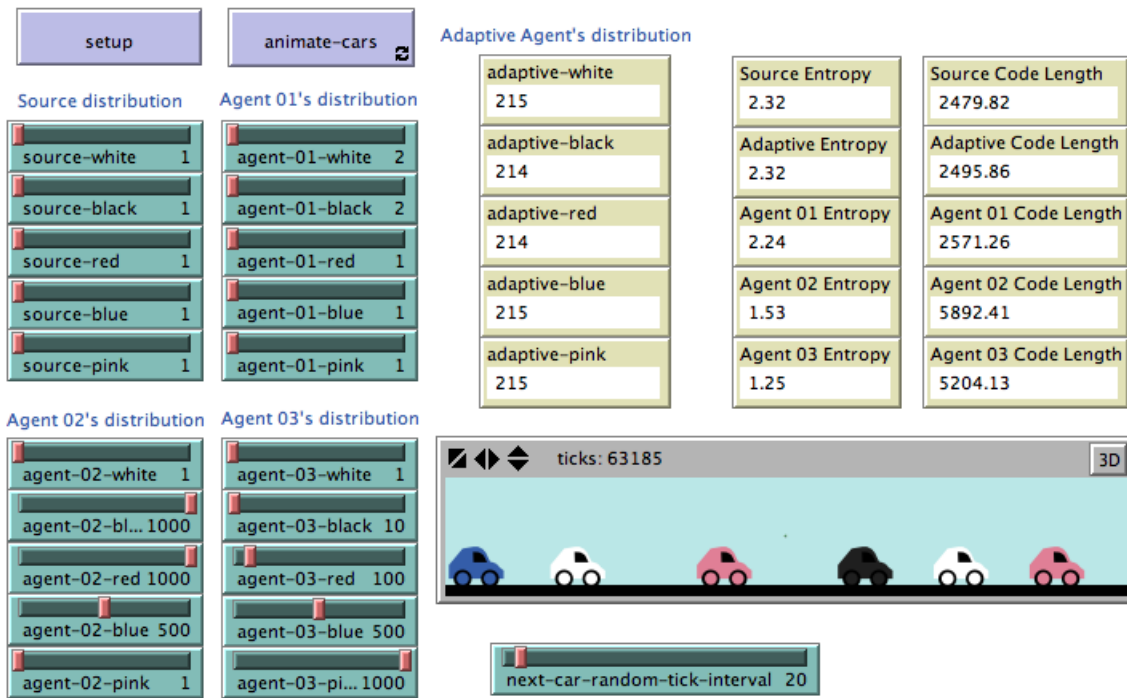 setup
animate-cars
Adaptive Agent's distribution
Source distribution
source-white 1
source-black 1
source-red 1
source-blue 1
source-pink 1
Agent 01's distribution
agent-01-white 2
agent-01-black 2
agent-01-red 1
agent-01-blue 1
agent-01-pink 1
adaptive-white
215
adaptive-black
214
adaptive-red
214
adaptive-blue
215
adaptive-pink
215
Source Entropy
2.32
Adaptive Entropy
2.32
Agent 01 Entropy
2.24
Agent 02 Entropy
1.53
Agent 03 Entropy
1.25
Source Code Length
2479.82
Adaptive Code Length
2495.86
Agent 01 Code Length
2571.26
Agent 02 Code Length
5892.41
Agent 03 Code Length
5204.13
Agent 02's distribution
agent-02-white 1
agent-02-bl... 1000
agent-02-red 1000
agent-02-blue 500
agent-02-pink 1
Agent 03's distribution
agent-03-white 1
agent-03-black 10
agent-03-red 100
agent-03-blue 500
agent-03-pi... 1000
ticks: 63185
3D
next-car-random-tick-interval 20